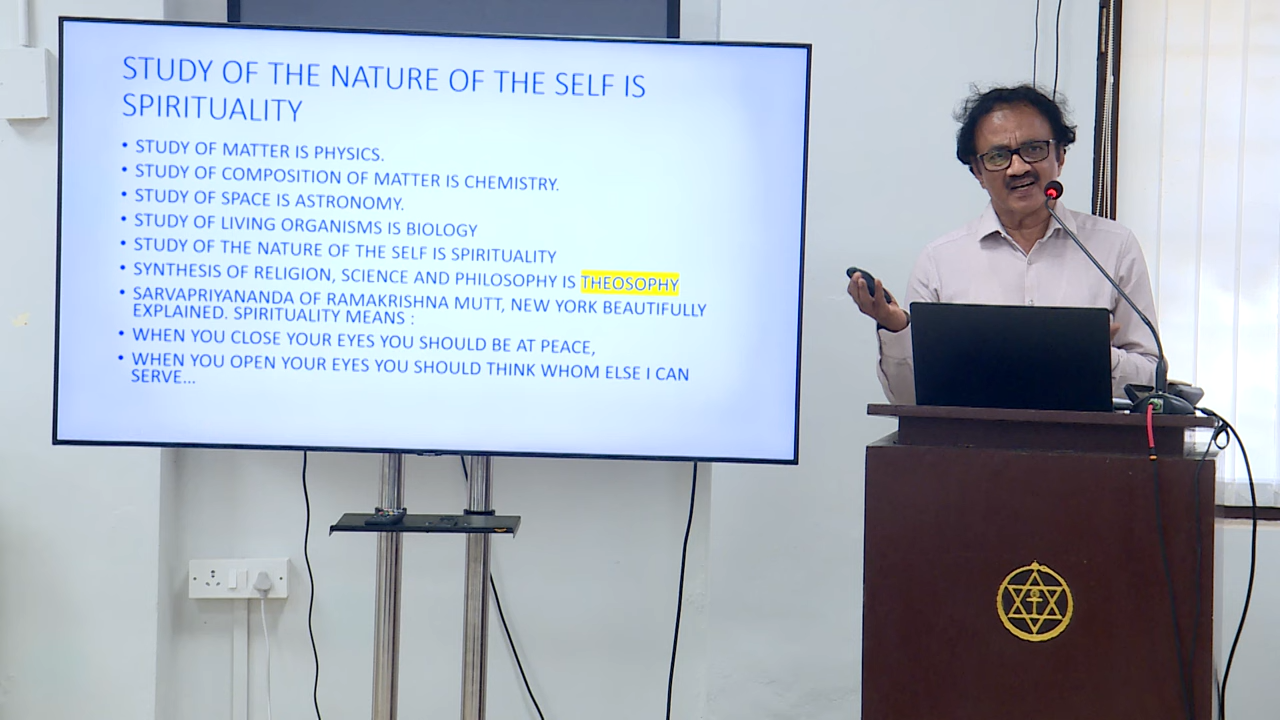 STUDY OF THE NATURE OF THE SELF IS
SPIRITUALITY
• STUDY OF MATTER IS PHYSICS.
• STUDY OF COMPOSITION OF MATTER IS CHEMISTRY.
• STUDY OF SPACE IS ASTRONOMY.
• STUDY OF LIVING ORGANISMS IS BIOLOGY
• STUDY OF THE NATURE OF THE SELF IS SPIRITUALITY
• SYNTHESIS OF RELIGION, SCIENCE AND PHILOSOPHY IS THEOSOPHY
• SARVAPRIYANANDA OF RAMAKRISHNA MUTT, NEW YORK BEAUTIFULLY
EXPLAINED. SPIRITUALITY MEANS :
• WHEN YOU CLOSE YOUR EYES YOU SHOULD BE AT PEACE,
• WHEN YOU OPEN YOUR EYES YOU SHOULD THINK WHOM ELSE I CAN
SERVE...